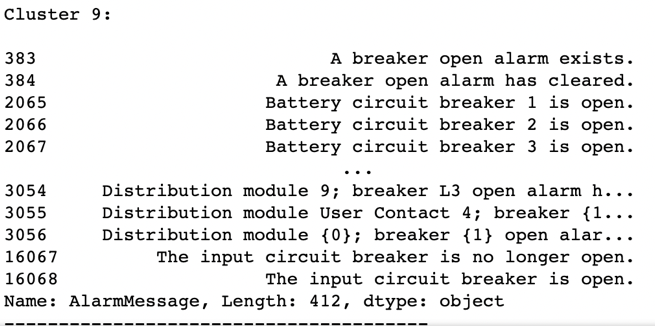 Cluster 9:
383 A breaker open alarm exists.
384 A breaker open alarm has cleared.
2065 Battery circuit breaker 1 is open.
2066 Battery circuit breaker 2 is open.
2067 Battery circuit breaker 3 is open.
...
3054 Distribution module 9; breaker L3 open alarm h...
3055 Distribution module User Contact 4; breaker {1...
3056 Distribution module {0}; breaker {1} open alar...
16067 The input circuit breaker is no longer open.
16068 The input circuit breaker is open.
Name: AlarmMessage, Length: 412, dtype: object
---------------------------------------